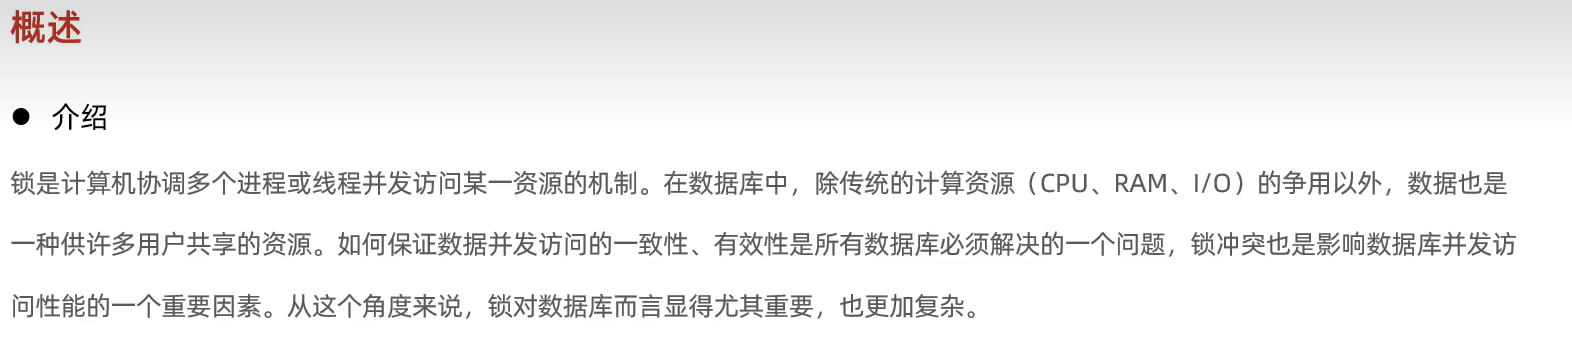 概述
● 介绍
锁是计算机协调多个进程或线程并发访问某一资源的机制。在数据库中，除传统的计算资源（CPU、RAM、I/O）的争用以外，数据也是
一种供许多用户共享的资源。如何保证数据并发访问的一致性、有效性是所有数据库必须解决的一个问题，锁冲突也是影响数据库并发访
问性能的一个重要因素。从这个角度来说，锁对数据库而言显得尤其重要，也更加复杂。